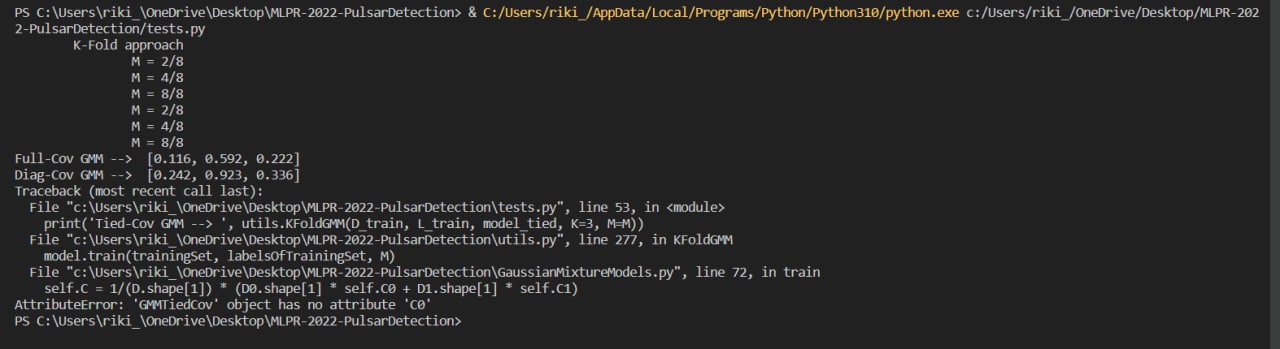 PS C:\Users\riki_\OneDrive\Desktop\MLPR-2022-PulsarDetection> & C:/Users/riki_/AppData/Local/Programs/Python/Python310/python.exe c:/Users/riki_/OneDrive/Desktop/MLPR-202
2-PulsarDetection/tests.py
        K-Fold approach
                M = 2/8
                M = 4/8
                M = 8/8
                M = 2/8
                M = 4/8
                M = 8/8
Full-Cov GMM -->  [0.116, 0.592, 0.222]
Diag-Cov GMM -->  [0.242, 0.923, 0.336]
Traceback (most recent call last):
  File "c:\Users\riki_\OneDrive\Desktop\MLPR-2022-PulsarDetection\tests.py", line 53, in <module>
    print('Tied-Cov GMM --> ', utils.KFoldGMM(D_train, L_train, model_tied, K=3, M=M))
  File "c:\Users\riki_\OneDrive\Desktop\MLPR-2022-PulsarDetection\utils.py", line 277, in KFoldGMM
    model.train(trainingSet, labelsOfTrainingSet, M)
  File "c:\Users\riki_\OneDrive\Desktop\MLPR-2022-PulsarDetection\GaussianMixtureModels.py", line 72, in train
    self.C = 1/(D.shape[1]) * (D0.shape[1] * self.C0 + D1.shape[1] * self.C1)
AttributeError: 'GMMTiedCov' object has no attribute 'C0'
PS C:\Users\riki_\OneDrive\Desktop\MLPR-2022-PulsarDetection>